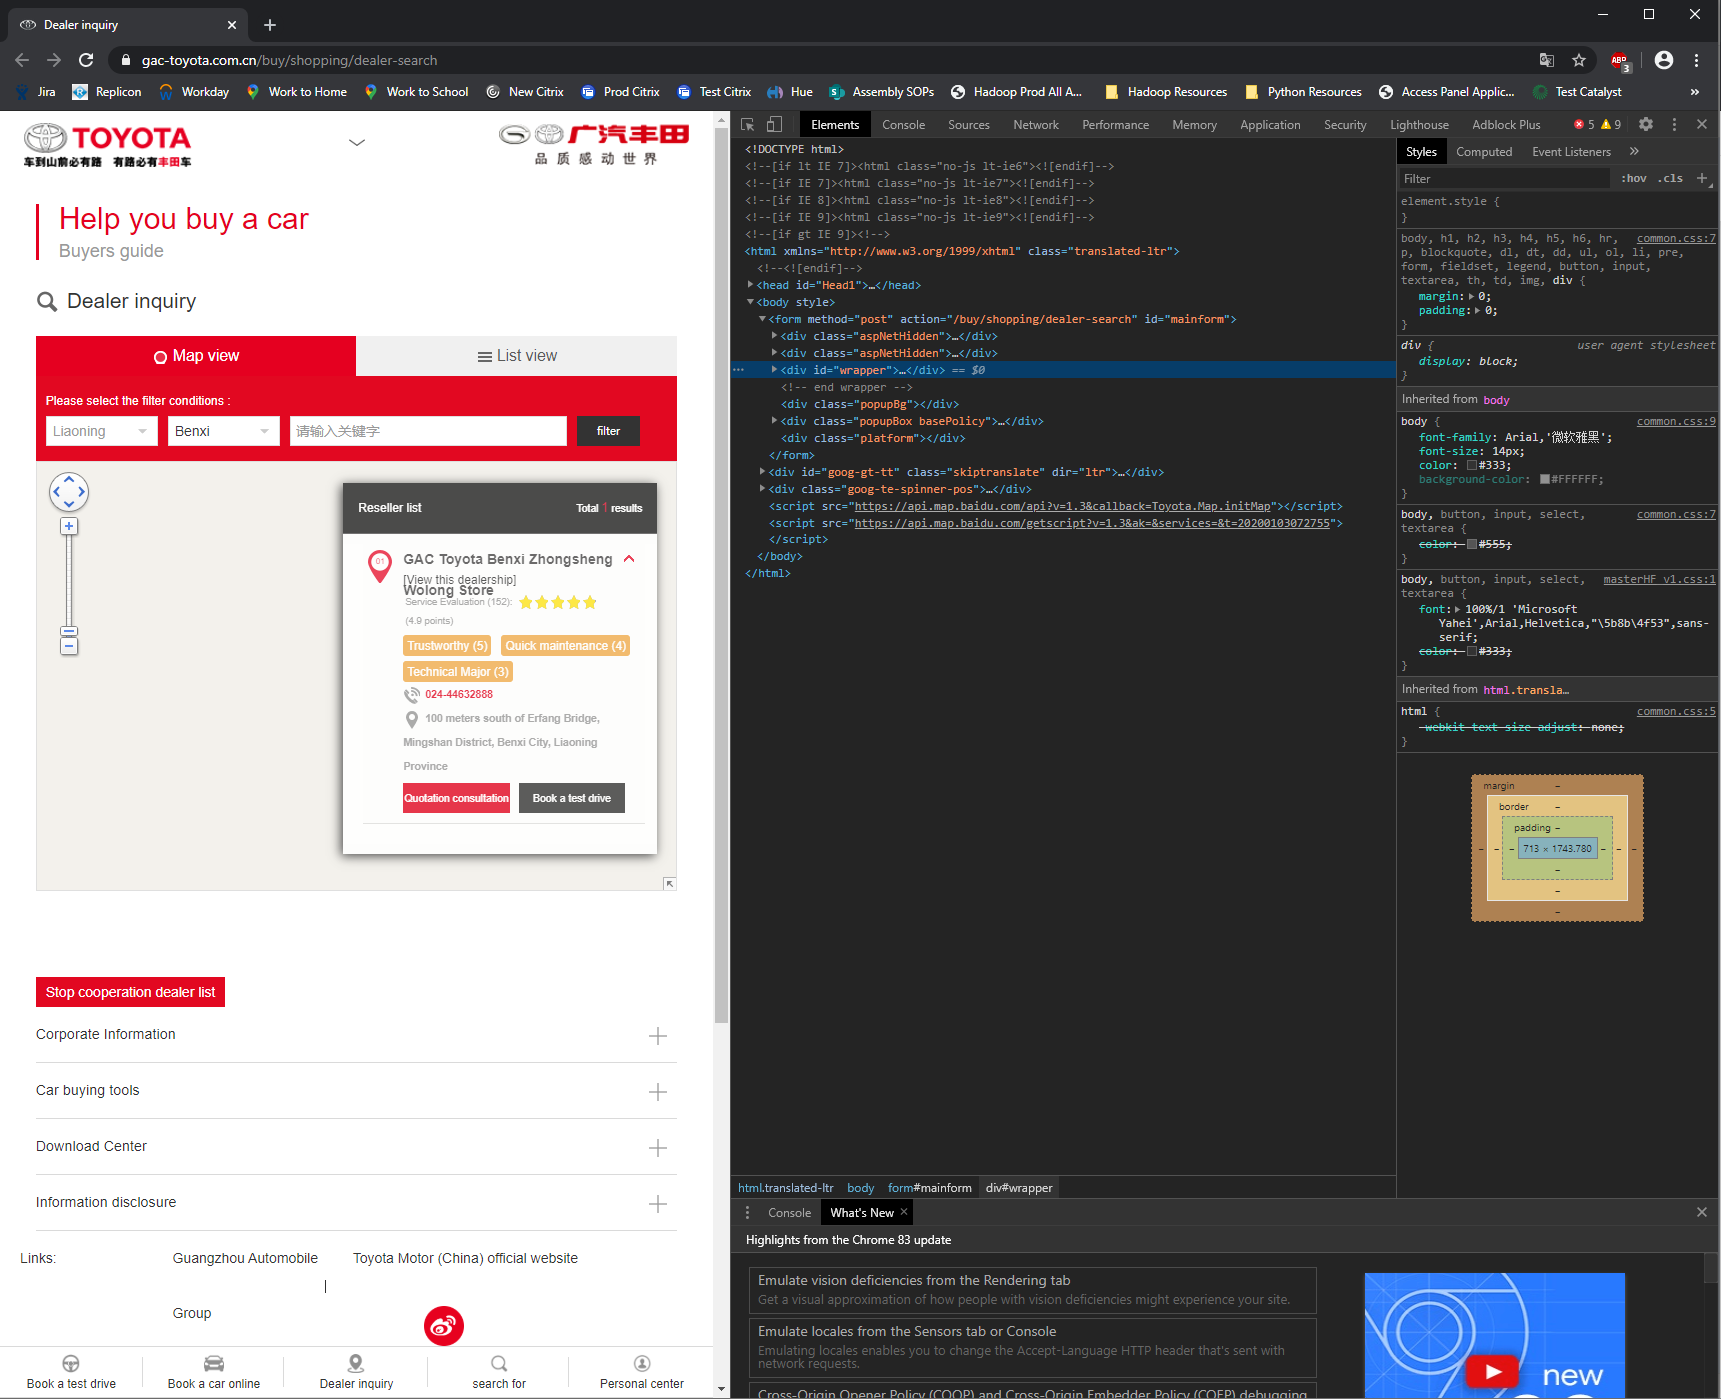 Dealer inquiry
gac-toyota.com.cn/buy/shopping/dealer-search
ABP
3
Jira
Replicon
Workday
Work to Home
Work to School
New Citrix
Prod Citrix
Test Citrix
Hue
Assembly SOPs
Hadoop Prod All A...
Hadoop Resources
Python Resources
Access Panel Applic...
Test Catalyst
»
TOYOTA
车到山前必有路 有路必有丰田车
广汽丰田
品质感动世界
Help you buy a car
Buyers guide
Dealer inquiry
Map view
List view
Please select the filter conditions :
Liaoning
Benxi
请输入关键字
filter
Reseller list
Total 1 results
01
GAC Toyota Benxi Zhongsheng
[View this dealership]
Wolong Store
Service Evaluation (152):
(4.9 points)
Trustworthy (5)
Quick maintenance (4)
Technical Major (3)
024-44632888
100 meters south of Erfang Bridge,
Mingshan District, Benxi City, Liaoning
Province
Quotation consultation
Book a test drive
Stop cooperation dealer list
Corporate Information
Car buying tools
Download Center
Information disclosure
Links:
Guangzhou Automobile
Toyota Motor (China) official website
|
Group
Book a test drive
Book a car online
Dealer inquiry
search for
Personal center
Elements
Console
Sources
Network
Performance
Memory
Application
Security
Lighthouse
Adblock Plus
5
9
<!DOCTYPE html>
<!--[if lt IE 7]><html class="no-js lt-ie6"><![endif]-->
<!--[if IE 7]><html class="no-js lt-ie7"><![endif]-->
<!--[if IE 8]><html class="no-js lt-ie8"><![endif]-->
<!--[if IE 9]><html class="no-js lt-ie9"><![endif]-->
<!--[if gt IE 9]><!-->
<html xmlns="http://www.w3.org/1999/xhtml" class="translated-ltr">
<!--<![endif]-->
<head id="Head1">…</head>
<body style>
<form method="post" action="/buy/shopping/dealer-search" id="mainform">
<div class="aspNetHidden">…</div>
<div class="aspNetHidden">…</div>
<div id="wrapper">…</div> == $0
<!-- end wrapper -->
<div class="popupBg"></div>
<div class="popupBox basePolicy">…</div>
<div class="platform"></div>
</form>
<div id="goog-gt-tt" class="skiptranslate" dir="ltr">…</div>
<div class="goog-te-spinner-pos">…</div>
<script src="https://api.map.baidu.com/api?v=1.3&callback=Toyota.Map.initMap"></script>
<script src="https://api.map.baidu.com/getscript?v=1.3&ak=&services=&t=20200103072755">
</script>
</body>
</html>
html.translated-ltr
body
form#mainform
div#wrapper
Styles
Computed
Event Listeners
»
Filter
:hov
.cls
+
element.style {
}
body, h1, h2, h3, h4, h5, h6, hr, common.css:7
p, blockquote, dl, dt, dd, ul, ol, li, pre,
form, fieldset, legend, button, input,
textarea, th, td, img, div {
margin: 0;
padding: 0;
}
div { user agent stylesheet
display: block;
}
Inherited from body
body { common.css:9
font-family: Arial,'微软雅黑';
font-size: 14px;
color: #333;
background-color: #FFFFFF;
}
body, button, input, select, common.css:7
textarea {
color: #555;
}
body, button, input, select, masterHF_v1.css:1
textarea {
font: 100%/1 'Microsoft
Yahei',Arial,Helvetica,"\5b8b\4f53",sans-
serif;
color: #333;
}
Inherited from html.transla…
html { common.css:5
-webkit-text-size-adjust: none;
}
margin –
border –
padding –
– – – 713 × 1743.780 – – –
–
–
–
Console
What's New
Highlights from the Chrome 83 update
Emulate vision deficiencies from the Rendering tab
Get a visual approximation of how people with vision deficiencies might experience your site.
Emulate locales from the Sensors tab or Console
Emulating locales enables you to change the Accept-Language HTTP header that's sent with
network requests.
Cross-Origin Opener Policy (COOP) and Cross-Origin Embedder Policy (COEP) debugging
new